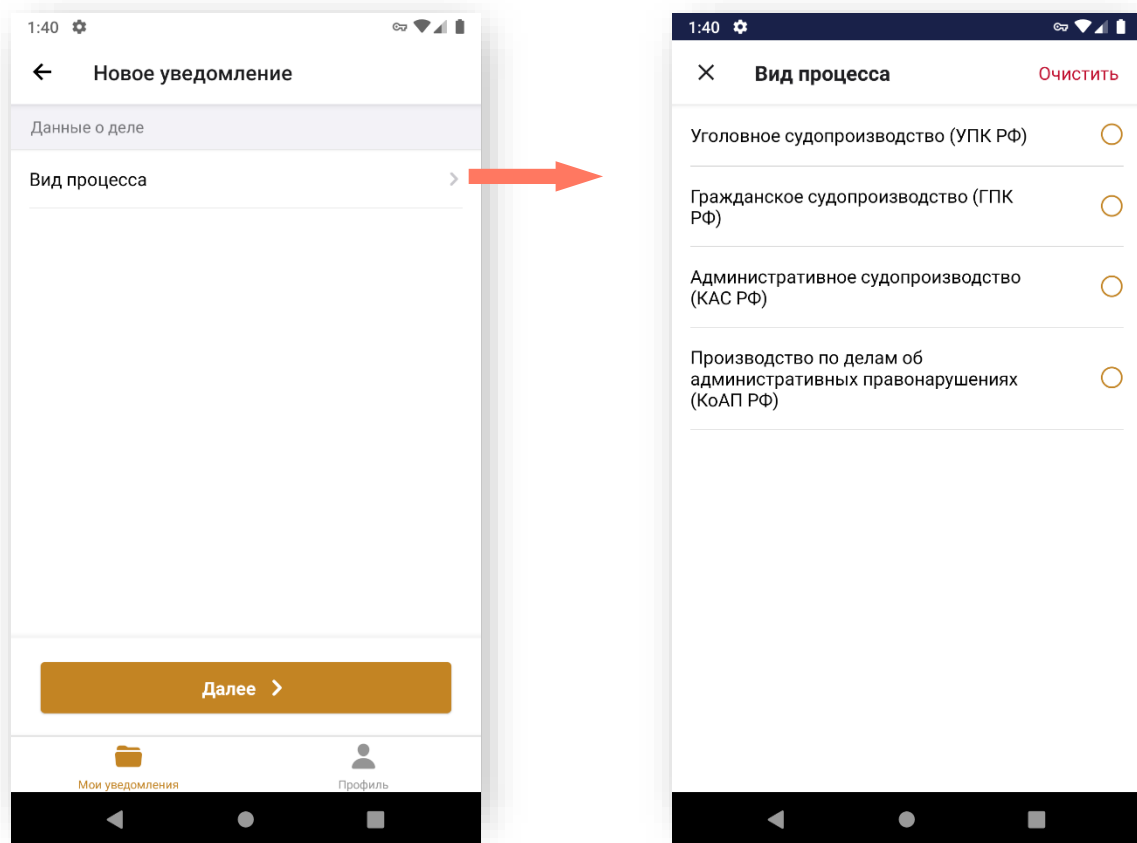 1:40
Новое уведомление
Данные о деле
Вид процесса
Далее
Мои уведомления
Профиль
1:40
Вид процесса
Очистить
Уголовное судопроизводство (УПК РФ)
Гражданское судопроизводство (ГПК
РФ)
Административное судопроизводство
(КАС РФ)
Производство по делам об
административных правонарушениях
(КоАП РФ)